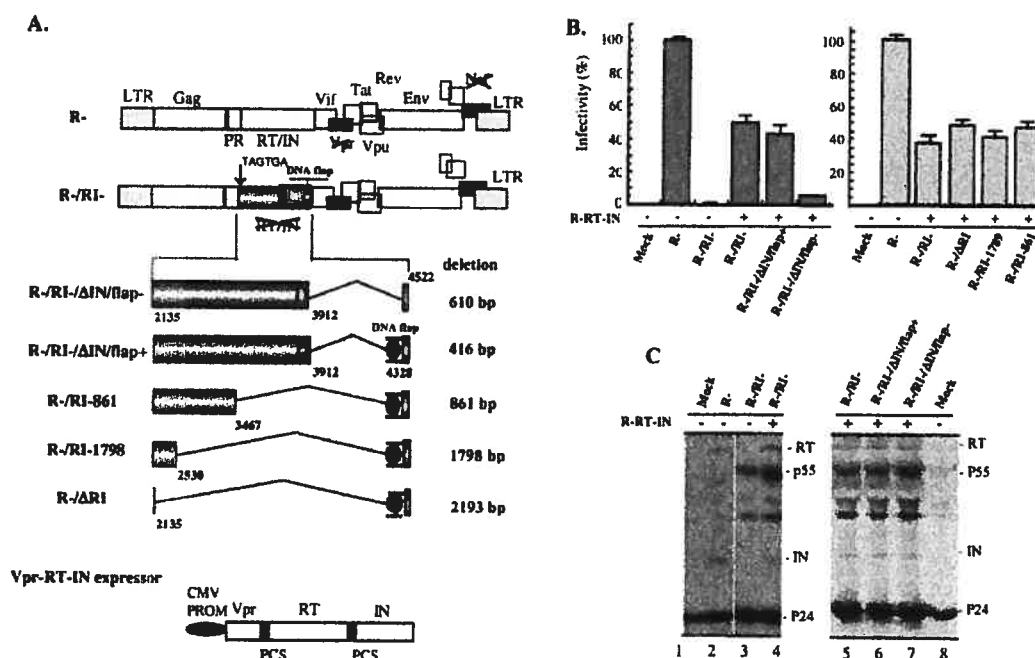 A.
LTR Gag Vif Tat Rev Env LTR
R-
PR RT/IN Vpr Vpu
TAGTGA DNA flap LTR
R-/RI-
RT/IN
deletion
4522
R-/RI-/ΔIN/flap- 610 bp
2135 3912
DNA flap
R-/RI-/ΔIN/flap+ 416 bp
3912 4328
R-/RI-861 861 bp
3467
R-/RI-1798 1798 bp
2530
R-/ΔRI 2193 bp
2135
Vpr-RT-IN expressor
CMV PROM Vpr RT IN
PCS PCS
B.
Infectivity (%)
100
80
60
40
20
0
100
80
60
40
20
R-RT-IN - - - + + + - - + + + +
Mock
R-
R-/RI-
R-/RI-
R-/RI-/ΔIN/flap+
R-/RI-/ΔIN/flap-
Mock
R-
R-/RI-
R-/ΔRI
R-/RI-1789
R-/RI-861
C
Mock
R-
R-/RI-
R-/RI-
R-/RI-
R-/RI-/ΔIN/flap+
R-/RI-/ΔIN/flap-
Mock
R-RT-IN - - - + + + + -
- RT - RT
- p55 - P55
- IN - IN
- P24 - P24
1 2 3 4 5 6 7 8